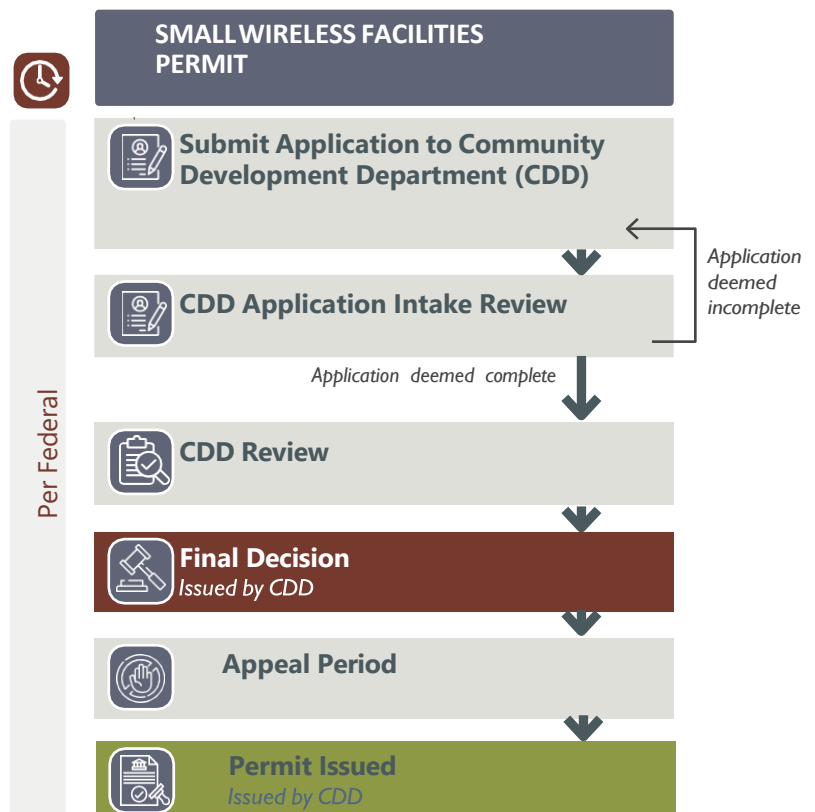 SMALL WIRELESS FACILITIES
PERMIT
Submit Application to Community
Development Department (CDD)
Application
deemed
incomplete
CDD Application Intake Review
Application deemed complete
CDD Review
Per Federal
Final Decision
Issued by CDD
Appeal Period
Permit Issued
Issued by CDD